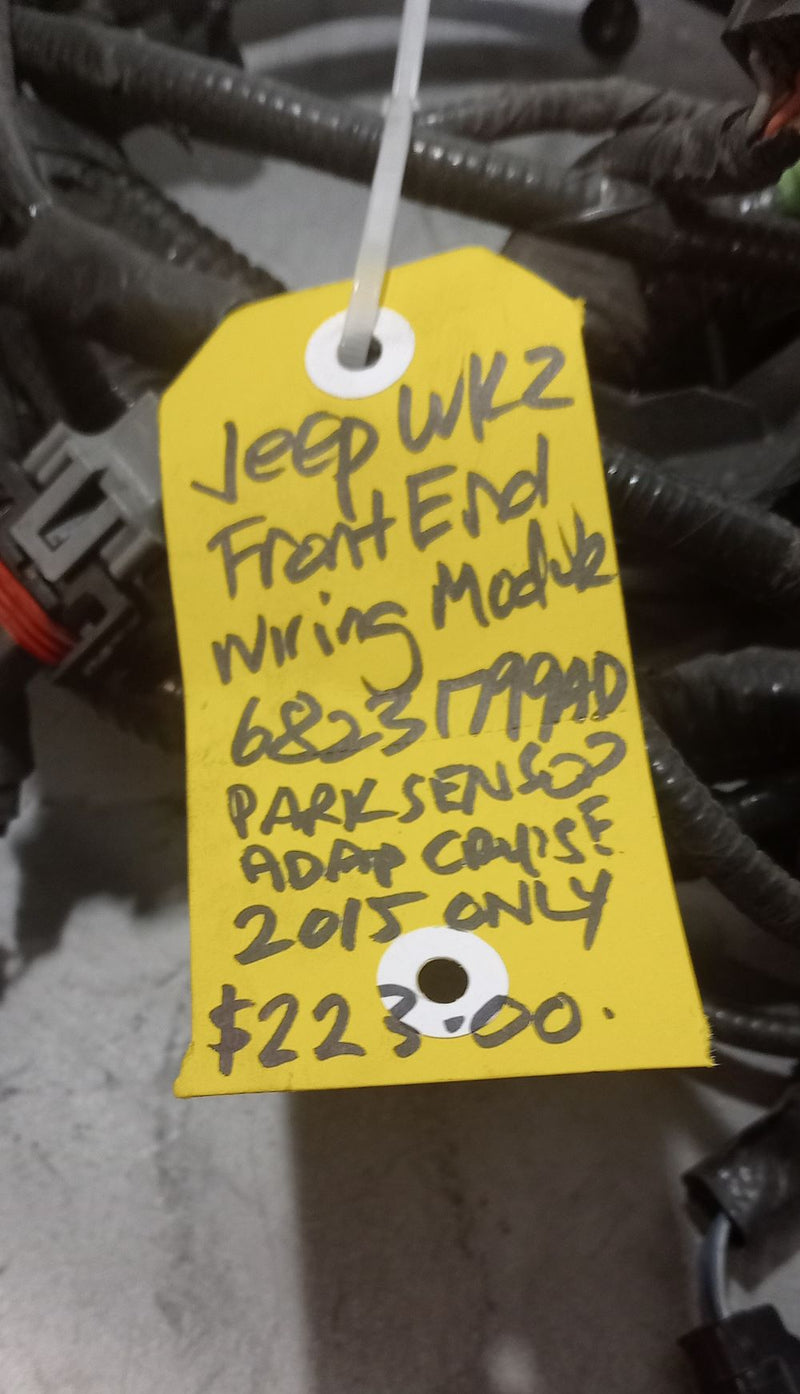 Jeep WK2
Front End
Wiring Module
68231799AD
PARKSENSOR
ADAP CRUISE
2015 ONLY
$223.00.